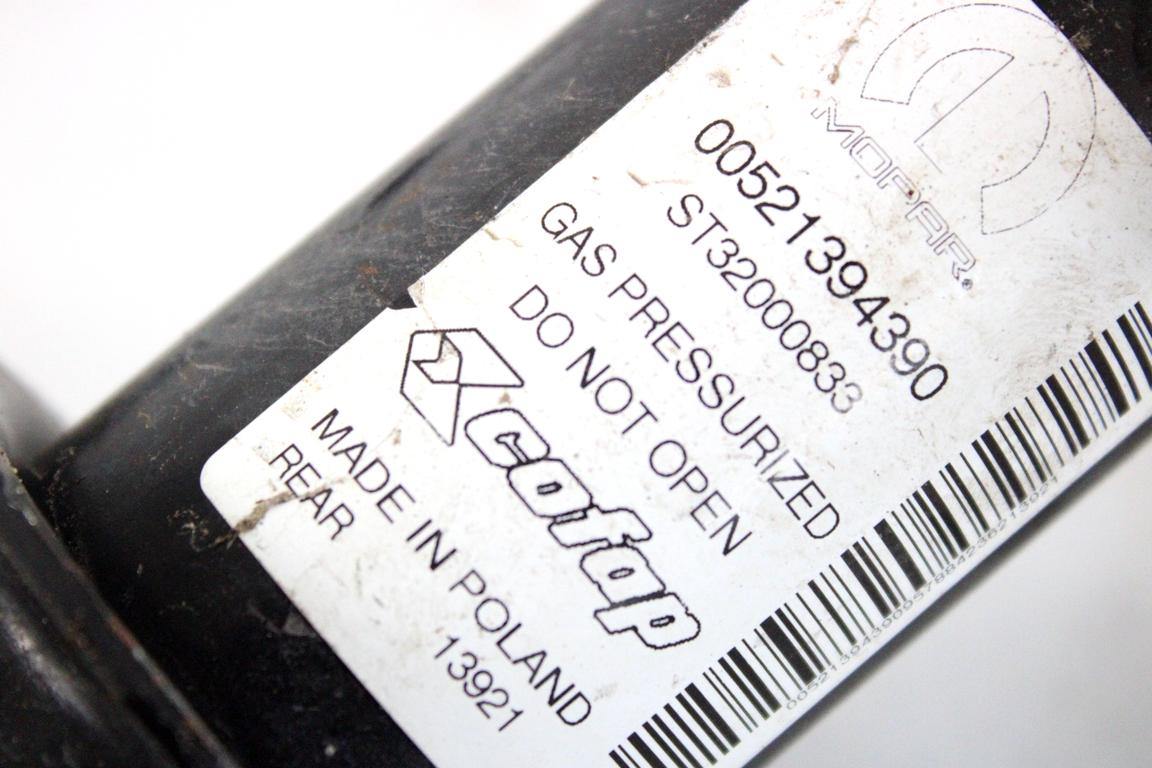 MOPAR
00521394390
ST32000833
GAS PRESSURIZED
DO NOT OPEN
cofap
MADE IN POLAND
REAR 13921